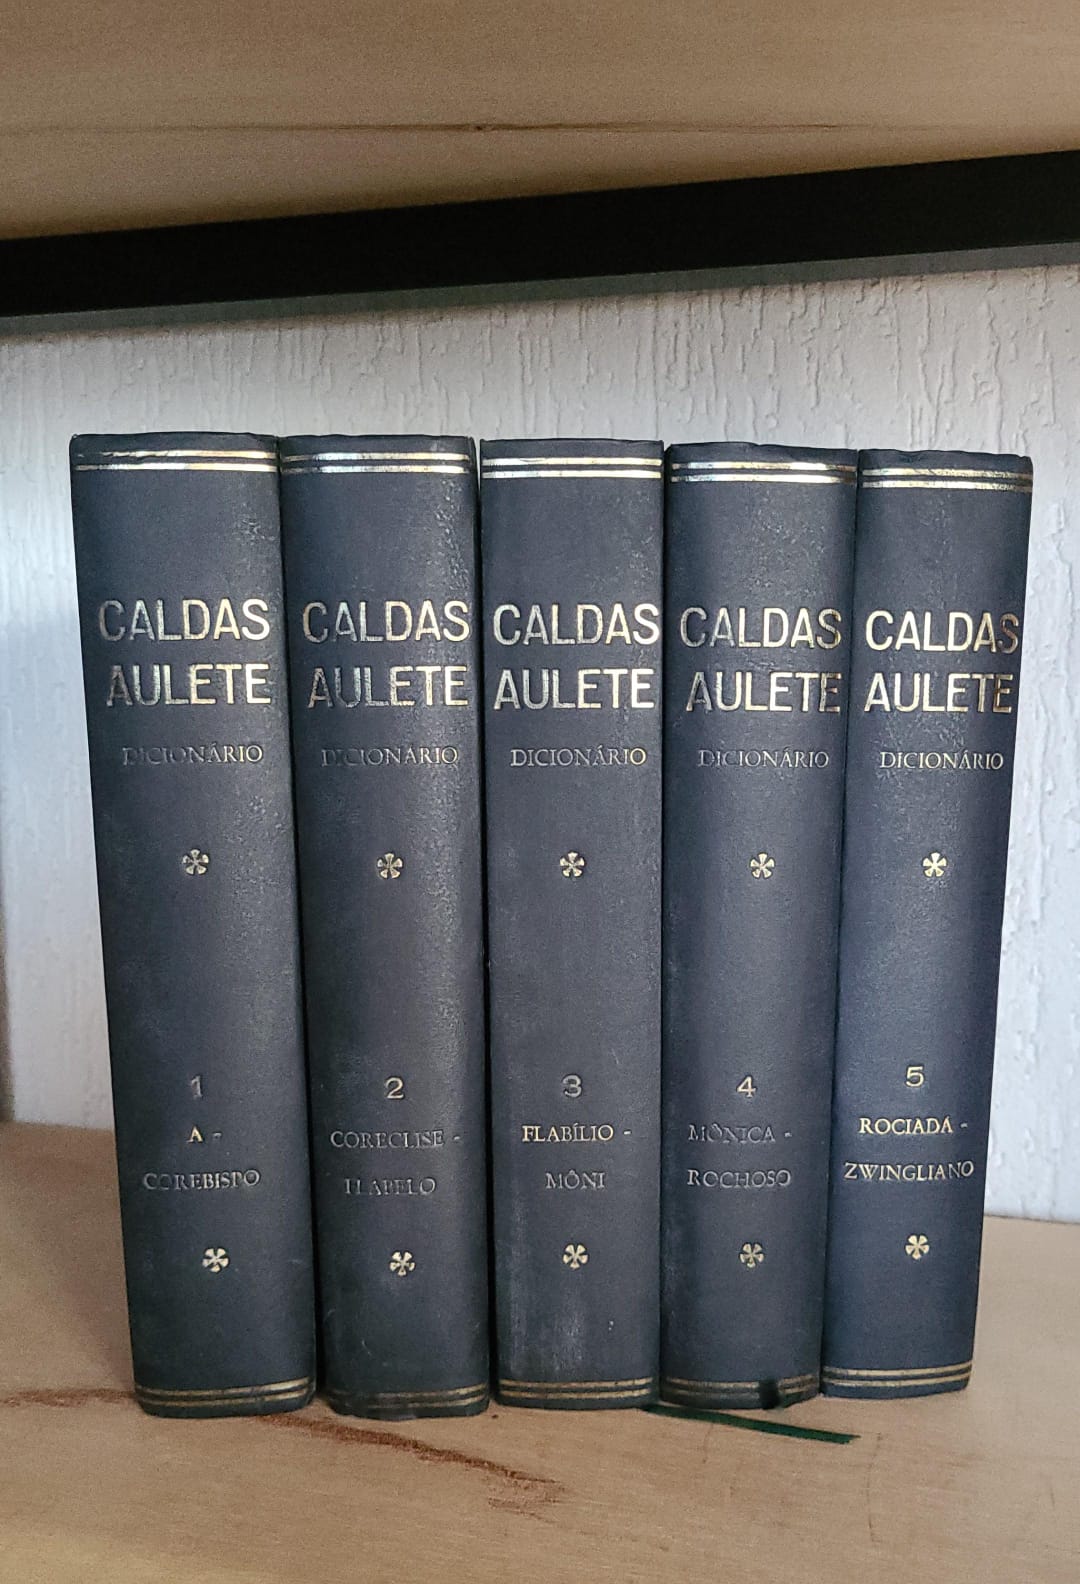 CALDAS
AULETE
DICIONÁRIO
1
A -
COREBISPO
CALDAS
AULETE
DICIONÁRIO
2
CORECLISE -
FLABELO
CALDAS
AULETE
DICIONÁRIO
3
FLABÍLIO -
MÔNI
CALDAS
AULETE
DICIONÁRIO
4
MÔNICA -
ROCHOSO
CALDAS
AULETE
DICIONÁRIO
5
ROCIADA -
ZWINGLIANO